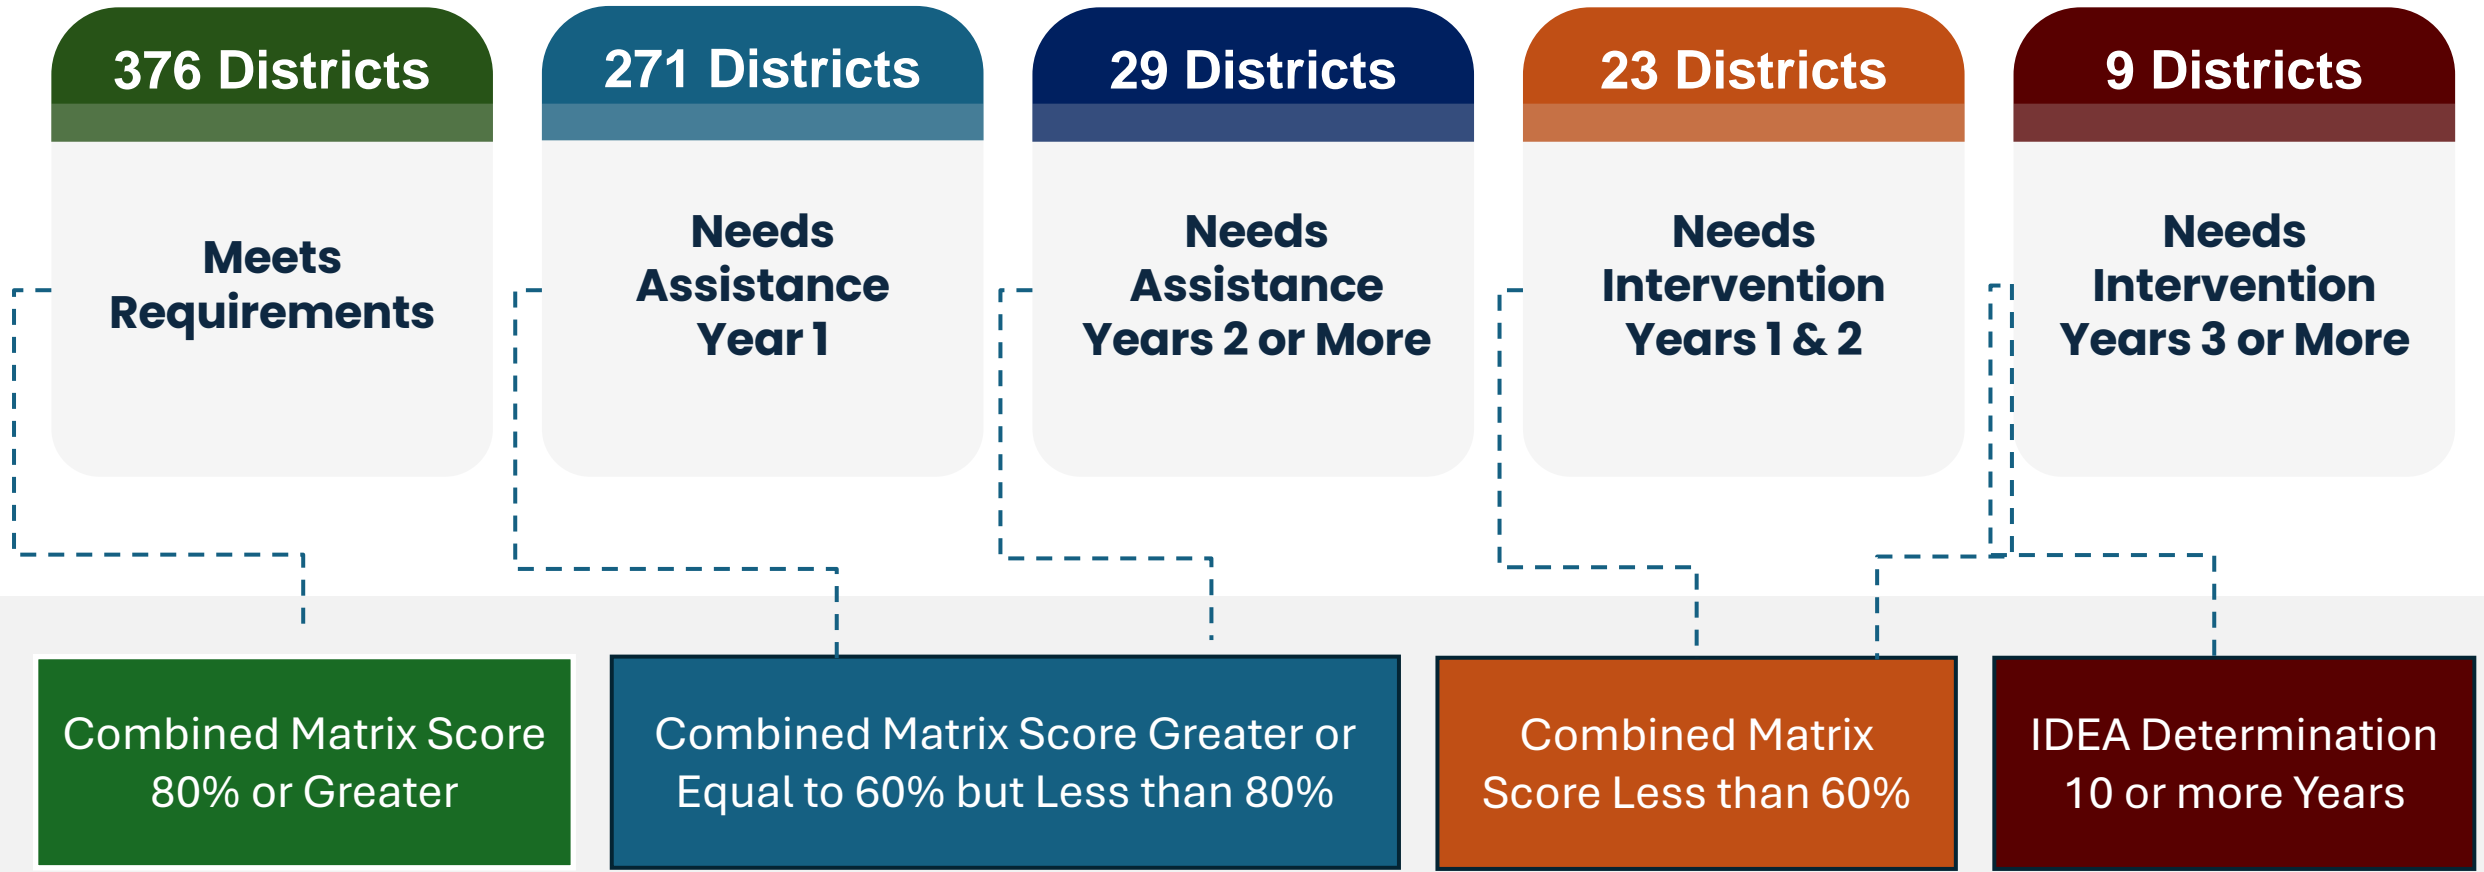 376 Districts
Meets
Requirements
271 Districts
Needs
Assistance
Year 1
29 Districts
Needs
Assistance
Years 2 or More
23 Districts
Needs
Intervention
Years 1 & 2
9 Districts
Needs
Intervention
Years 3 or More
Combined Matrix Score
80% or Greater
Combined Matrix Score Greater or
Equal to 60% but Less than 80%
Combined Matrix
Score Less than 60%
IDEA Determination
10 or more Years